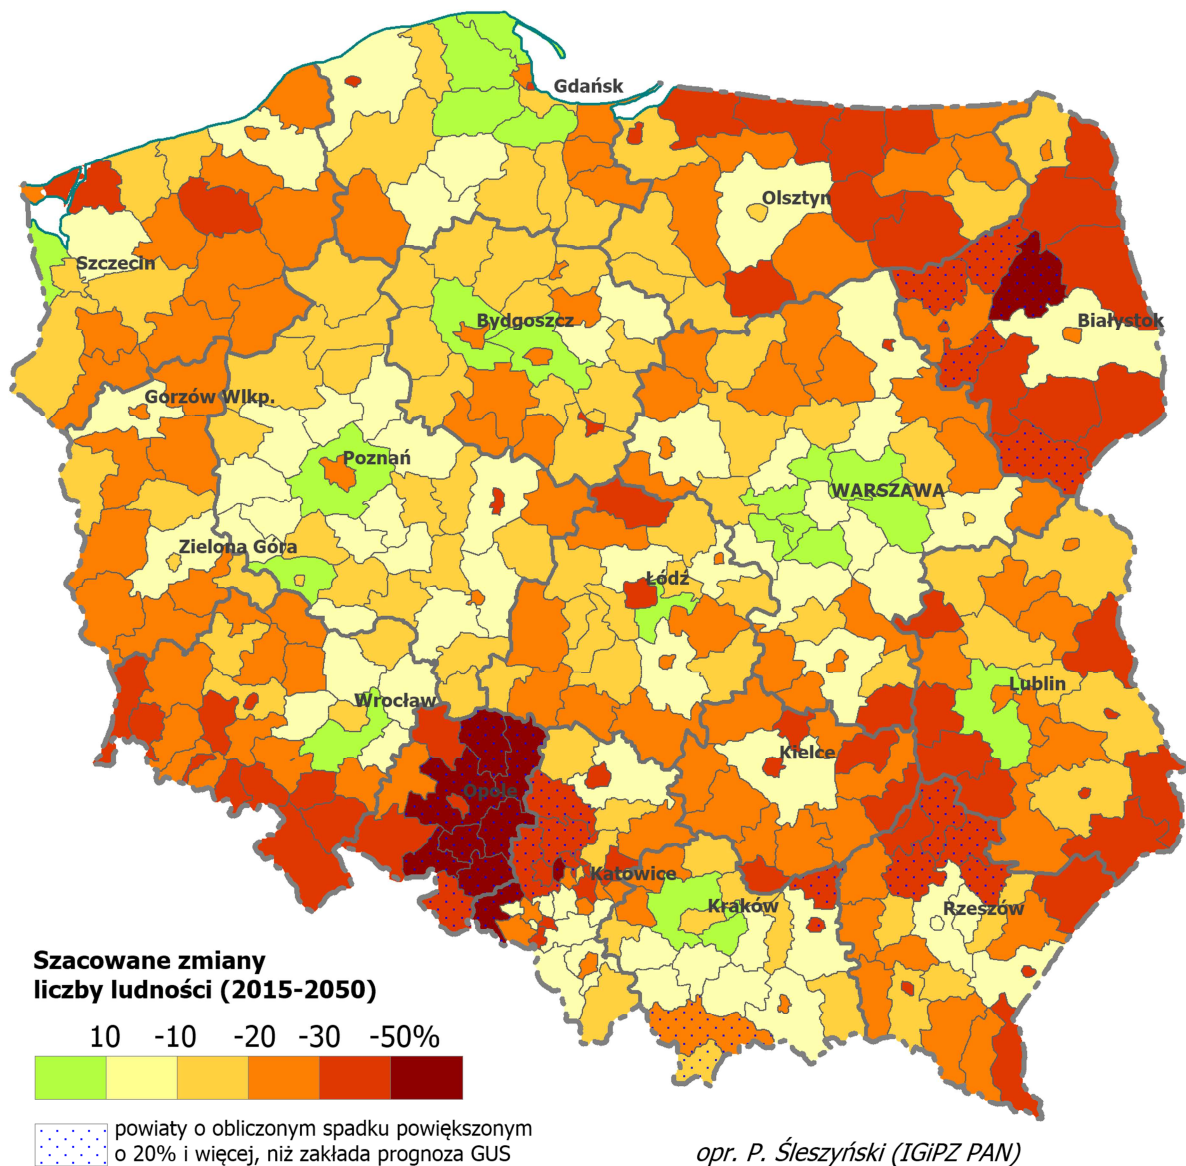 Gdańsk
Olsztyn
Szczecin
Bydgoszcz
Białystok
Gorzów Wlkp.
Poznań
WARSZAWA
Zielona Góra
Łódź
Lublin
Wrocław
Kielce
Opole
Katowice
Kraków
Rzeszów
Szacowane zmiany
liczby ludności (2015-2050)
10 -10 -20 -30 -50%
powiaty o obliczonym spadku powiększonym
o 20% i więcej, niż zakłada prognoza GUS
opr. P. Śleszyński (IGiPZ PAN)